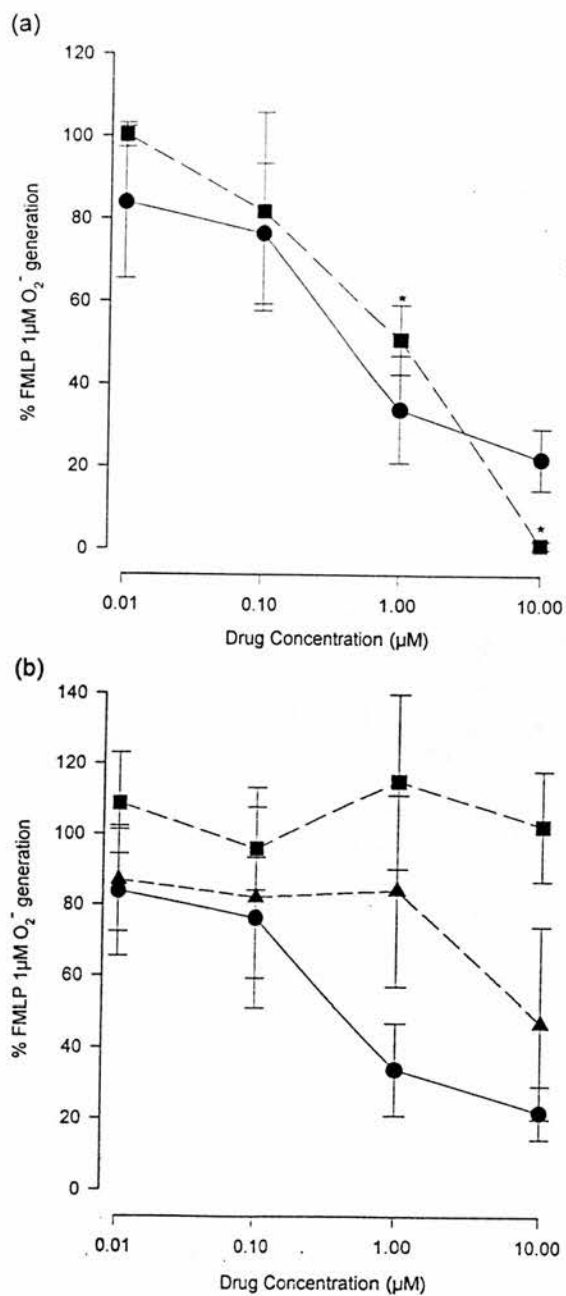 (a)
120
100
80
60
40
20
0
% FMLP 1µM O₂⁻ generation
*
*
0.01 0.10 1.00 10.00
Drug Concentration (µM)
(b)
140
120
100
80
60
40
20
0
% FMLP 1µM O₂⁻ generation
0.01 0.10 1.00 10.00
Drug Concentration (µM)